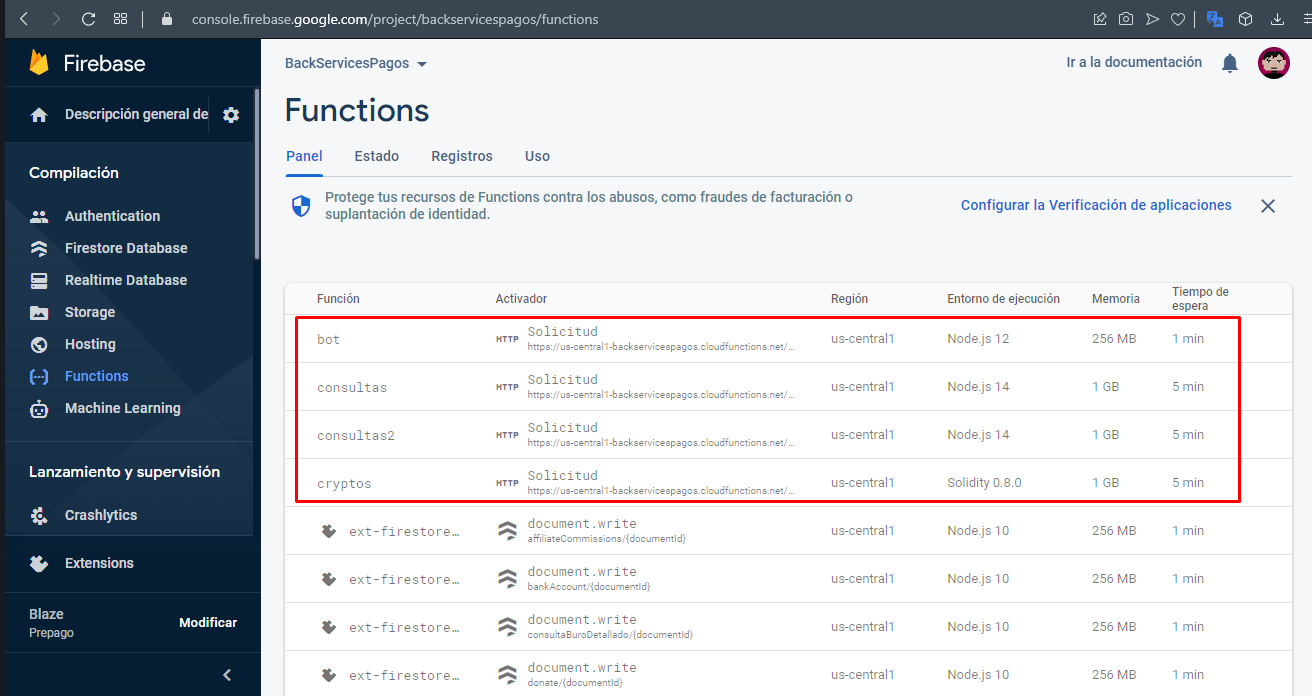 console.firebase.google.com/project/backservicespagos/functions
Firebase
Descripción general de
Compilación
Authentication
Firestore Database
Realtime Database
Storage
Hosting
Functions
Machine Learning
Lanzamiento y supervisión
Crashlytics
Extensions
Blaze
Prepago
Modificar
BackServicesPagos
Ir a la documentación
Functions
Panel Estado Registros Uso
Protege tus recursos de Functions contra los abusos, como fraudes de facturación o
suplantación de identidad.
Configurar la Verificación de aplicaciones
Función Activador Región Entorno de ejecución Memoria Tiempo de
espera
bot HTTP Solicitud us-central1 Node.js 12 256 MB 1 min
https://us-central1-backservicespagos.cloudfunctions.net/...
consultas HTTP Solicitud us-central1 Node.js 14 1 GB 5 min
https://us-central1-backservicespagos.cloudfunctions.net/...
consultas2 HTTP Solicitud us-central1 Node.js 14 1 GB 5 min
https://us-central1-backservicespagos.cloudfunctions.net/...
cryptos HTTP Solicitud us-central1 Solidity 0.8.0 1 GB 5 min
https://us-central1-backservicespagos.cloudfunctions.net/...
ext-firestore… document.write us-central1 Node.js 10 256 MB 1 min
affiliateCommissions/{documentId}
ext-firestore… document.write us-central1 Node.js 10 256 MB 1 min
bankAccount/{documentId}
ext-firestore… document.write us-central1 Node.js 10 256 MB 1 min
consultaBuroDetallado/{documentId}
ext-firestore… document.write us-central1 Node.js 10 256 MB 1 min
donate/{documentId}